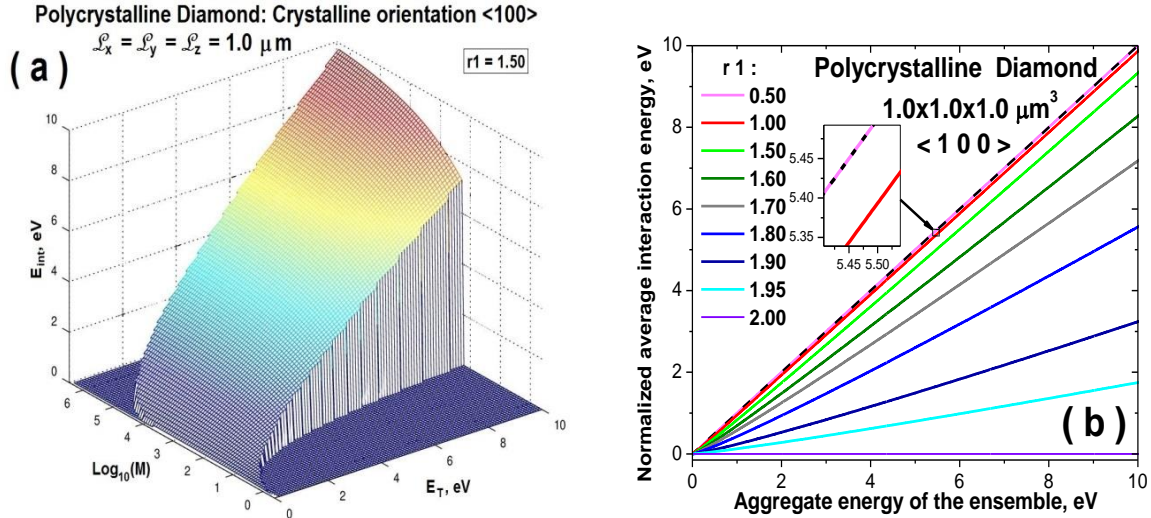 Polycrystalline Diamond: Crystalline orientation <100>
ℒx = ℒy = ℒz = 1.0 μm
( a )
r1 = 1.50
10
8
6
4
2
0
Eint, eV
6
5
4
3
2
1
0
Log10(M)
0
2
4
6
8
10
ET, eV
10
8
6
4
2
0
Normalized average interaction energy, eV
r 1 :
0.50
1.00
1.50
1.60
1.70
1.80
1.90
1.95
2.00
Polycrystalline Diamond
1.0x1.0x1.0 μm3
< 1 0 0 >
5.45
5.40
5.35
5.45 5.50
( b )
0 2 4 6 8 10
Aggregate energy of the ensemble, eV